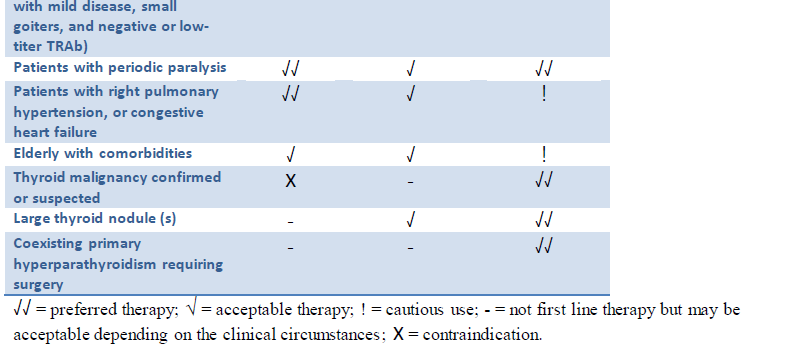 with mild disease, small
goiters, and negative or low-
titer TRAb)
Patients with periodic paralysis √√ √ √√
Patients with right pulmonary √√ √ !
hypertension, or congestive
heart failure
Elderly with comorbidities √ √ !
Thyroid malignancy confirmed X - √√
or suspected
Large thyroid nodule (s) - √ √√
Coexisting primary - - √√
hyperparathyroidism requiring
surgery
√√ = preferred therapy; √ = acceptable therapy; ! = cautious use; - = not first line therapy but may be
acceptable depending on the clinical circumstances; X = contraindication.